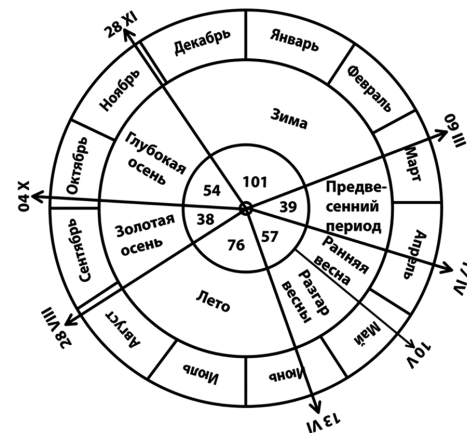 28 XI
Декабрь
Январь
Февраль
Март
09 III
Апрель
17 IV
Май
10 V
Июнь
13 VI
Июль
Август
28 VIII
Сентябрь
04 X
Октябрь
Ноябрь
Зима
Предве-
сенний
период
Ранняя
весна
Разгар
весны
Лето
Золотая
осень
Глубокая
осень
101
39
57
76
38
54